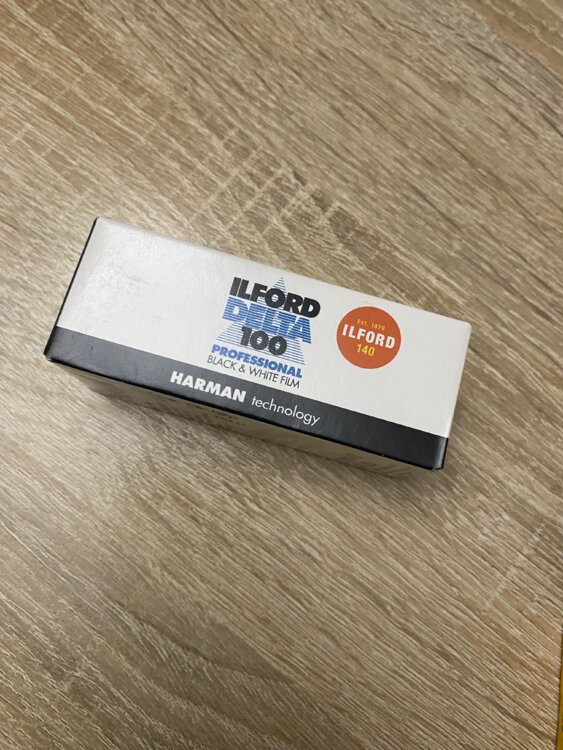 ILFORD
DELTA
100
PROFESSIONAL
BLACK & WHITE FILM
Est. 1879
ILFORD
140
HARMAN technology